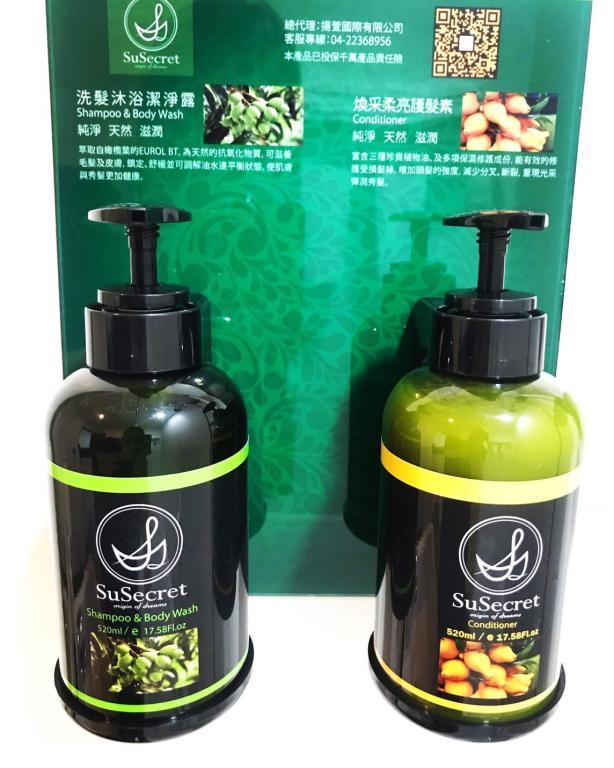 SuSecret
origin of dreams
總代理：揚萱國際有限公司
客服專線：04-22368956
本產品已投保千萬產品責任險
洗髮沐浴潔淨露
Shampoo & Body Wash
純淨 天然 滋潤
萃取自橄欖葉的EUROL BT, 為天然的抗氧化物質, 可滋養
毛髮及皮膚, 鎖定、舒緩並可調解油水達平衡狀態, 使肌膚
與秀髮更加健康。
煥采柔亮護髮素
Conditioner
純淨 天然 滋潤
富含三種珍貴植物油、及多項保濕修護成份, 能有效的修
護受損髮絲, 增加頭髮的強度, 減少分叉、斷裂, 重現光采
彈潤秀髮。
SuSecret
origin of dreams
Shampoo & Body Wash
520ml / e 17.58Fl.oz
SuSecret
origin of dreams
Conditioner
520ml / e 17.58Fl.oz